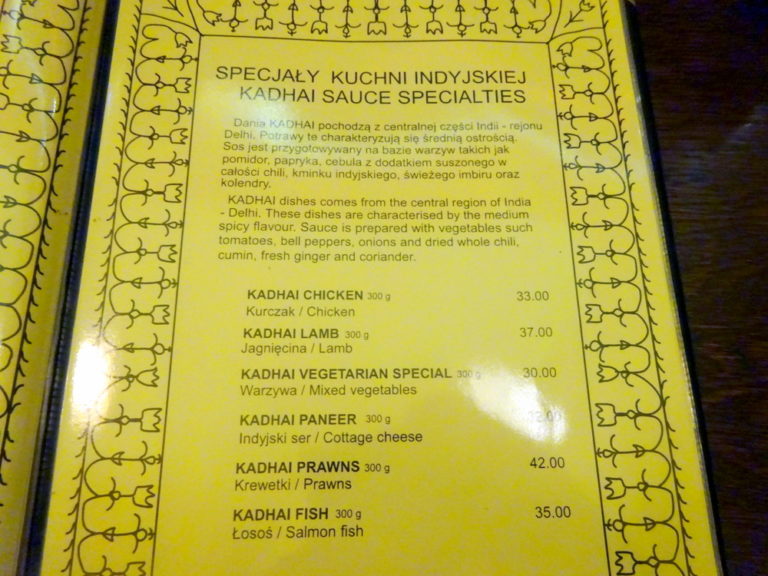 SPECJAŁY KUCHNI INDYJSKIEJ
KADHAI SAUCE SPECIALTIES
Dania KADHAI pochodzą z centralnej części Indii - rejonu
Delhi. Potrawy te charakteryzują się średnią ostrością.
Sos jest przygotowywany na bazie warzyw takich jak
pomidor, papryka, cebula z dodatkiem suszonego w
całości chili, kminku indyjskiego, świeżego imbiru oraz
kolendry.
KADHAI dishes comes from the central region of India
- Delhi. These dishes are characterised by the medium
spicy flavour. Sauce is prepared with vegetables such
tomatoes, bell peppers, onions and dried whole chili,
cumin, fresh ginger and coriander.
KADHAI CHICKEN 300 g 33.00
Kurczak / Chicken
KADHAI LAMB 300 g 37.00
Jagnięcina / Lamb
KADHAI VEGETARIAN SPECIAL 300 g 30.00
Warzywa / Mixed vegetables
KADHAI PANEER 300 g 32.00
Indyjski ser / Cottage cheese
KADHAI PRAWNS 300 g 42.00
Krewetki / Prawns
KADHAI FISH 300 g 35.00
Łosoś / Salmon fish